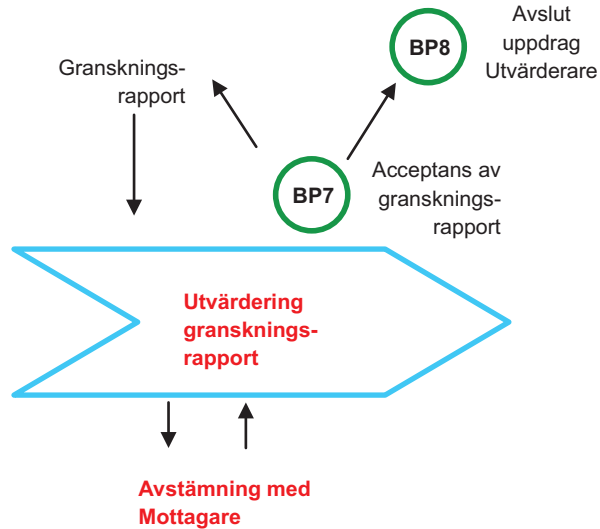 Avslut
uppdrag
Utvärderare
BP8
Gransknings-
rapport
BP7
Acceptans av
gransknings-
rapport
Utvärdering
gransknings-
rapport
Avstämning med
Mottagare